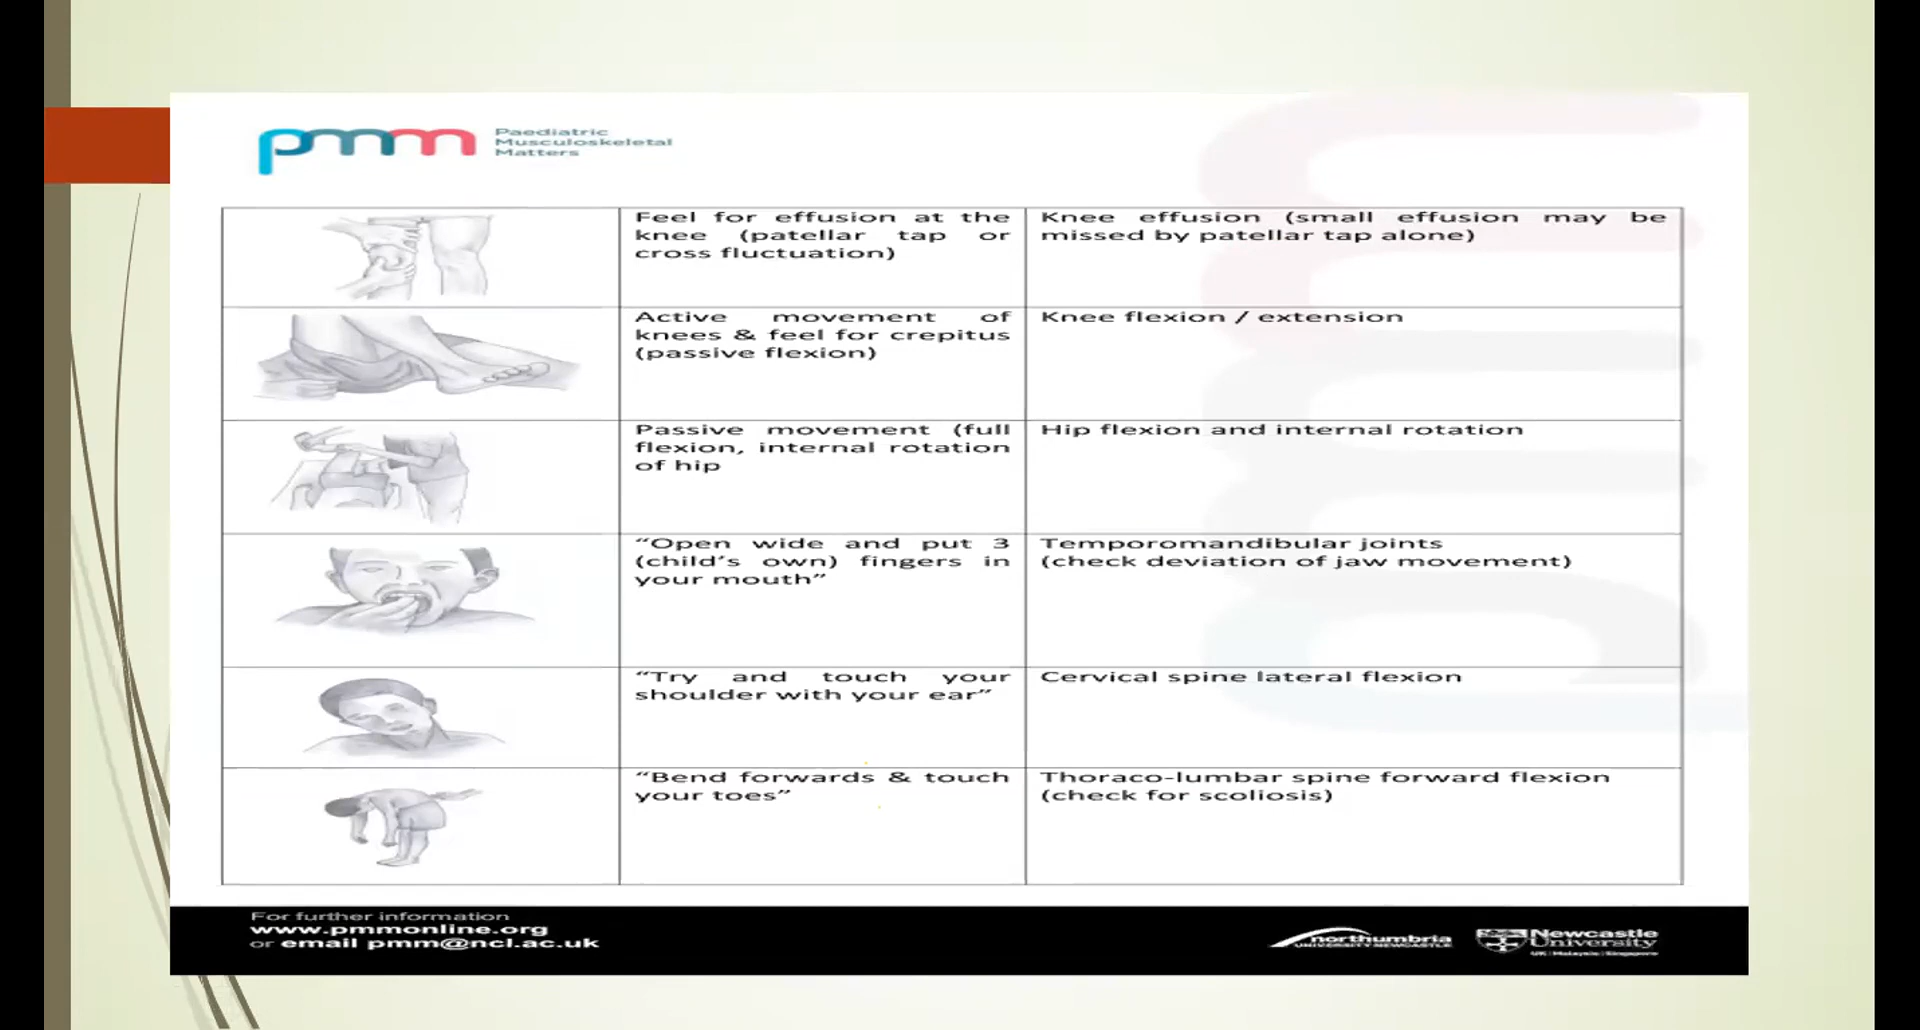 pmm
Paediatric
Musculoskeletal
Matters
Feel for effusion at the
knee (patellar tap or
cross fluctuation)
Knee effusion (small effusion may be
missed by patellar tap alone)
Active movement of
knees & feel for crepitus
(passive flexion)
Knee flexion / extension
Passive movement (full
flexion, internal rotation
of hip
Hip flexion and internal rotation
“Open wide and put 3
(child’s own) fingers in
your mouth”
Temporomandibular joints
(check deviation of jaw movement)
“Try and touch your
shoulder with your ear”
Cervical spine lateral flexion
“Bend forwards & touch
your toes”
Thoraco-lumbar spine forward flexion
(check for scoliosis)
For further information
www.pmmonline.org
or email pmm@ncl.ac.uk
northumbria
UNIVERSITY NEWCASTLE
Newcastle
University
UK | Malaysia | Singapore